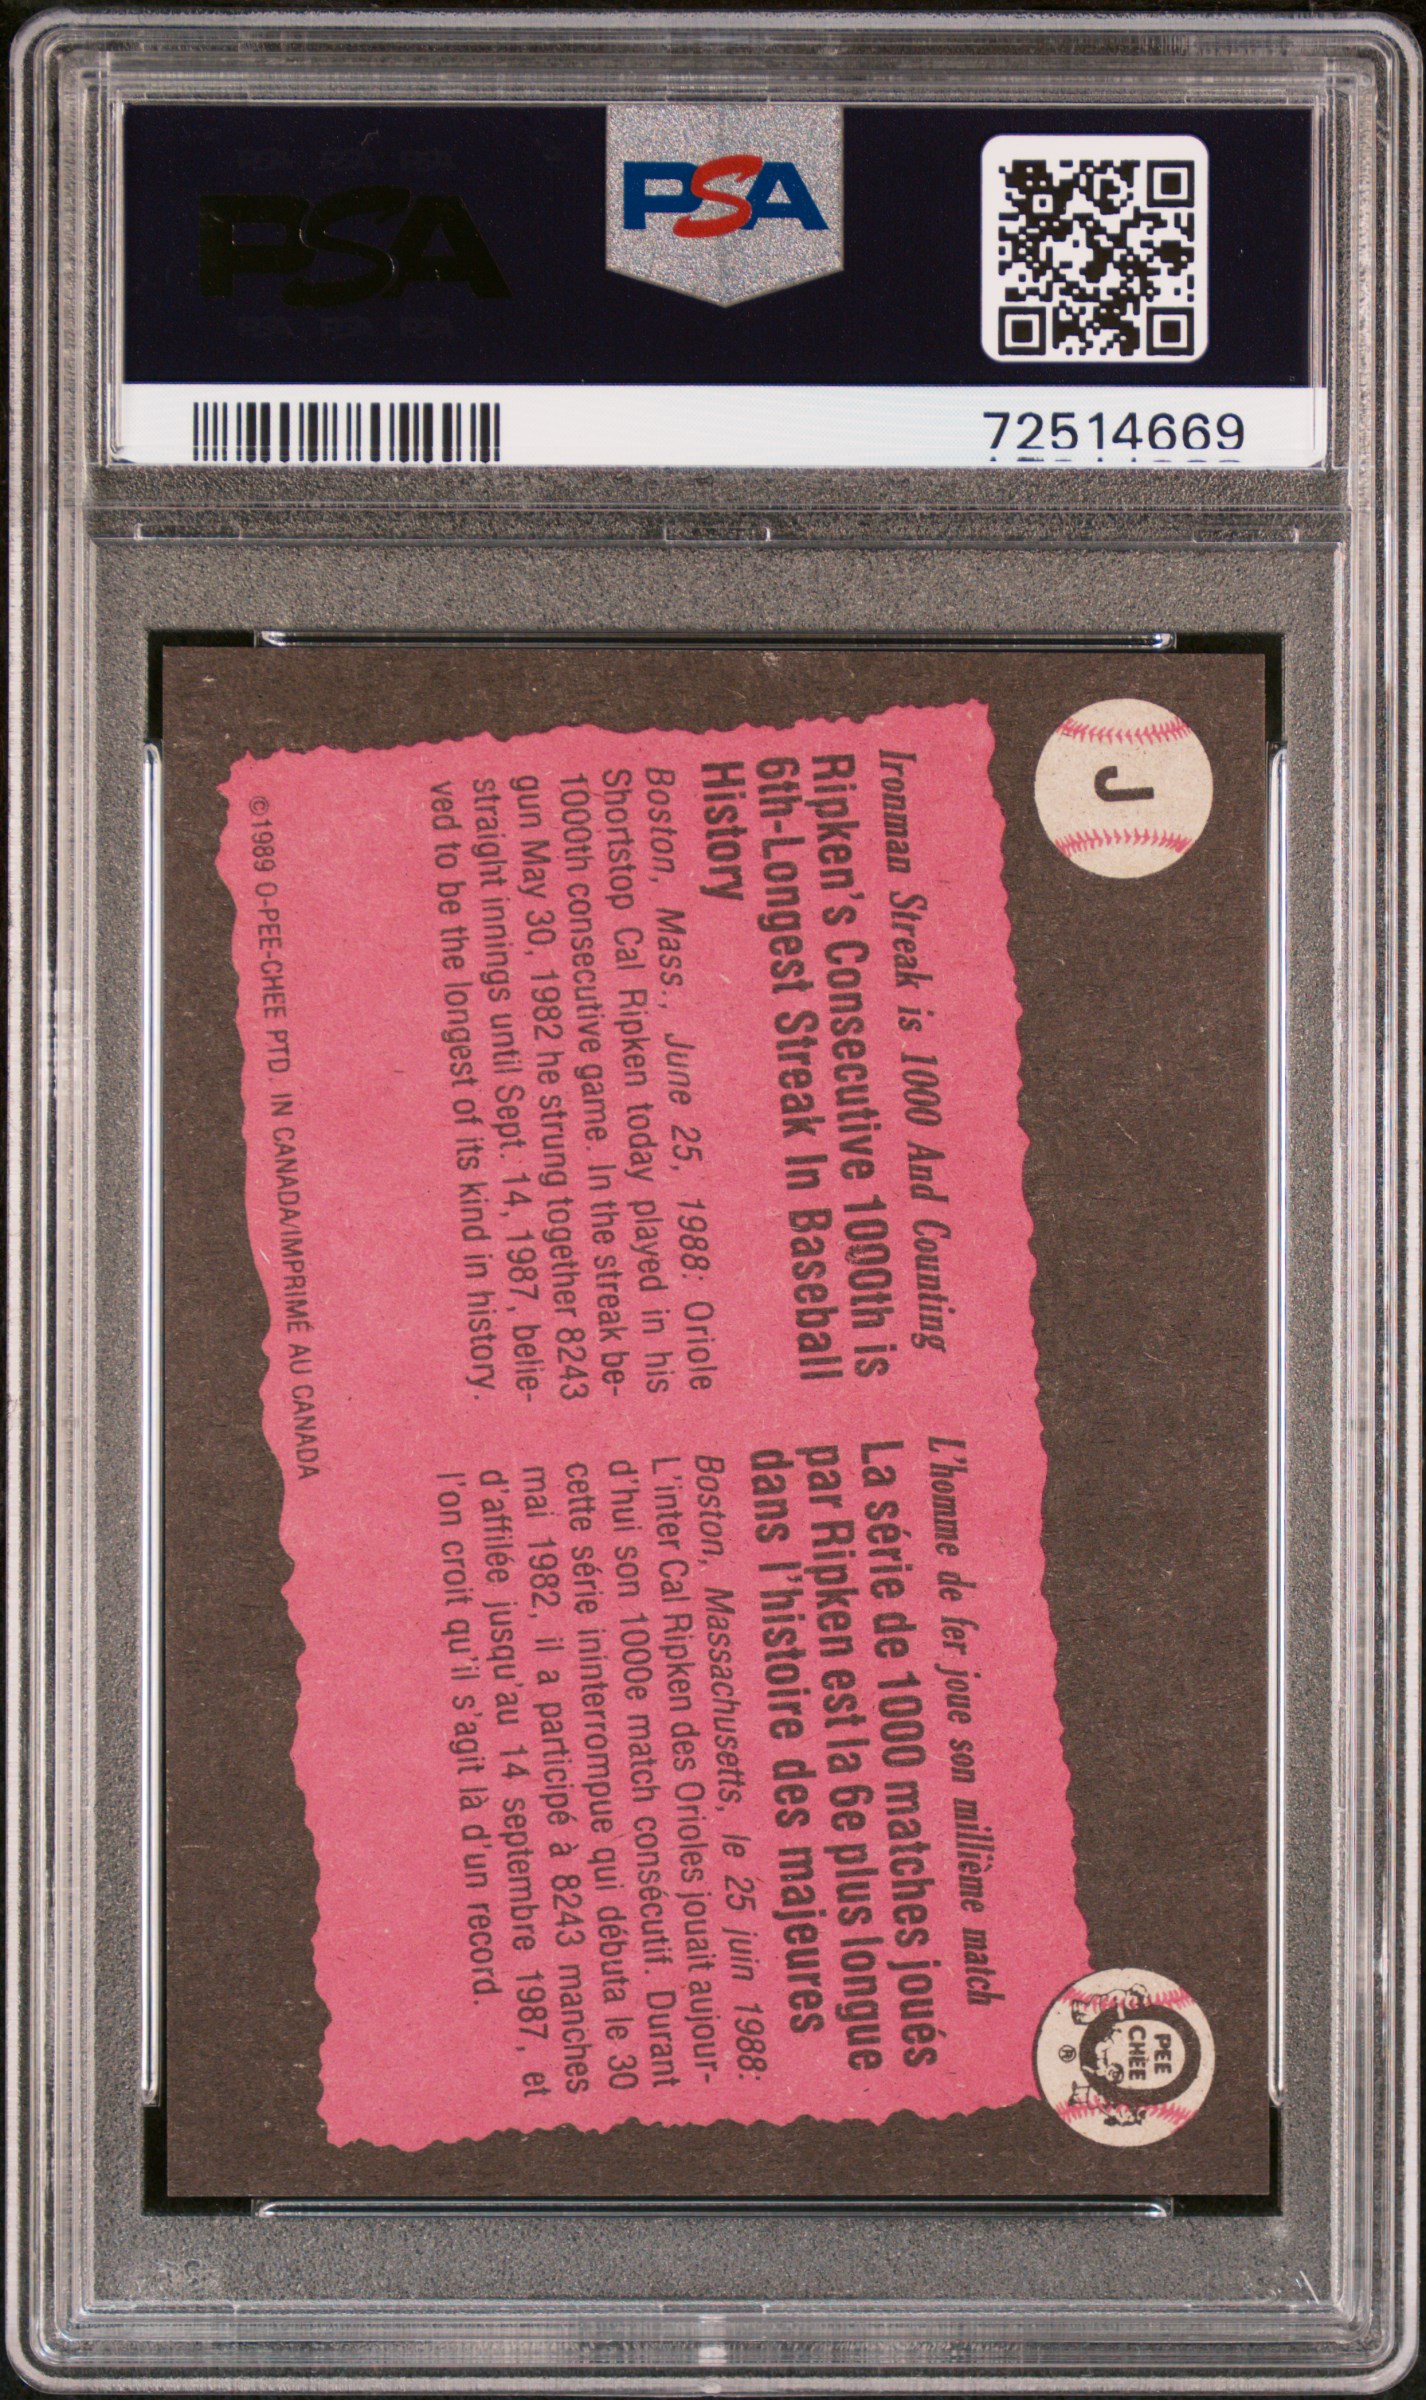 PSA
PSA
72514669
J
Ironman Streak is 1000 And Counting
Ripken's Consecutive 1000th is
6th-Longest Streak In Baseball
History
Boston, Mass., June 25, 1988: Oriole
Shortstop Cal Ripken today played in his
1000th consecutive game. In the streak be-
gun May 30, 1982 he strung together 8243
straight innings until Sept. 14, 1987, belie-
ved to be the longest of its kind in history.
L'homme de fer joue son millième match
La série de 1000 matches joués
par Ripken est la 6e plus longue
dans l'histoire des majeures
Boston, Massachusetts, le 25 juin 1988:
L'inter Cal Ripken des Orioles jouait aujour-
d'hui son 1000e match consécutif. Durant
cette série ininterrompue qui débuta le 30
mai 1982, il a participé à 8243 manches
d'affilée jusqu'au 14 septembre 1987, et
l'on croit qu'il s'agit là d'un record.
©1989 O-PEE-CHEE PTD. IN CANADA/IMPRIMÉ AU CANADA
O
PEE
CHEE
®